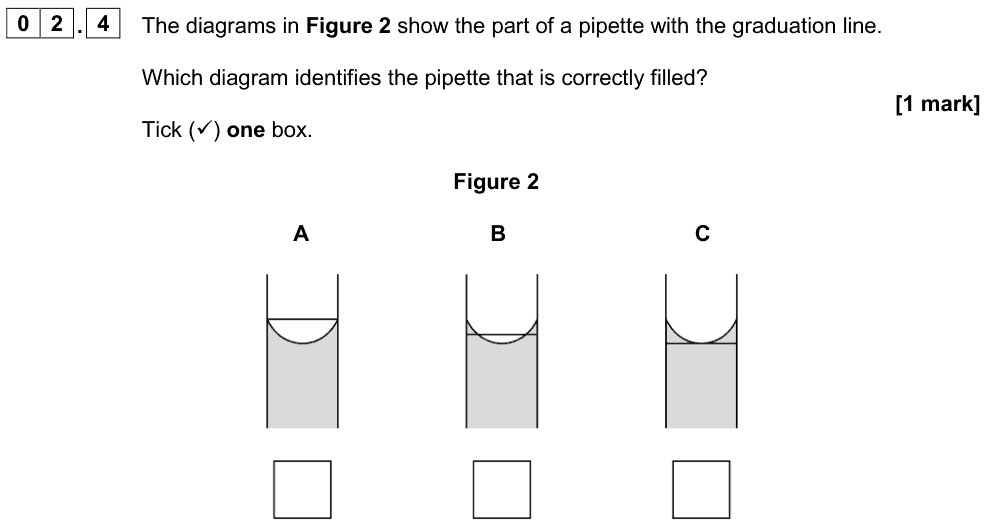 0 2 . 4 The diagrams in Figure 2 show the part of a pipette with the graduation line.
Which diagram identifies the pipette that is correctly filled?
[1 mark]
Tick (✓) one box.
Figure 2
A B C